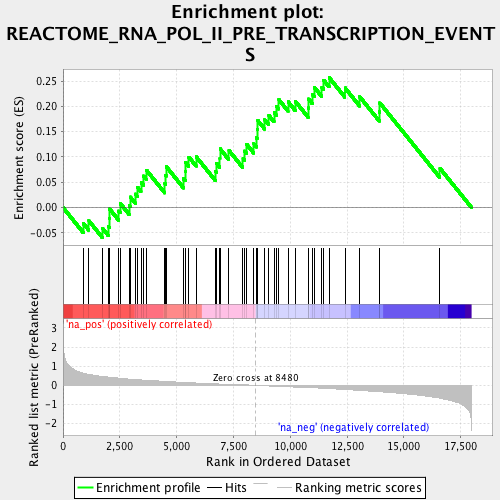 Enrichment plot:
REACTOME_RNA_POL_II_PRE_TRANSCRIPTION_EVENT
S
Enrichment score (ES)
0.25
0.20
0.15
0.10
0.05
0.00
-0.05
Ranked list metric (PreRanked)
3
2
1
0
-1
-2
'na_pos' (positively correlated)
Zero cross at 8480
'na_neg' (negatively correlated)
0
2,500
5,000
7,500
10,000
12,500
15,000
17,500
Rank in Ordered Dataset
Enrichment profile
Hits
Ranking metric scores